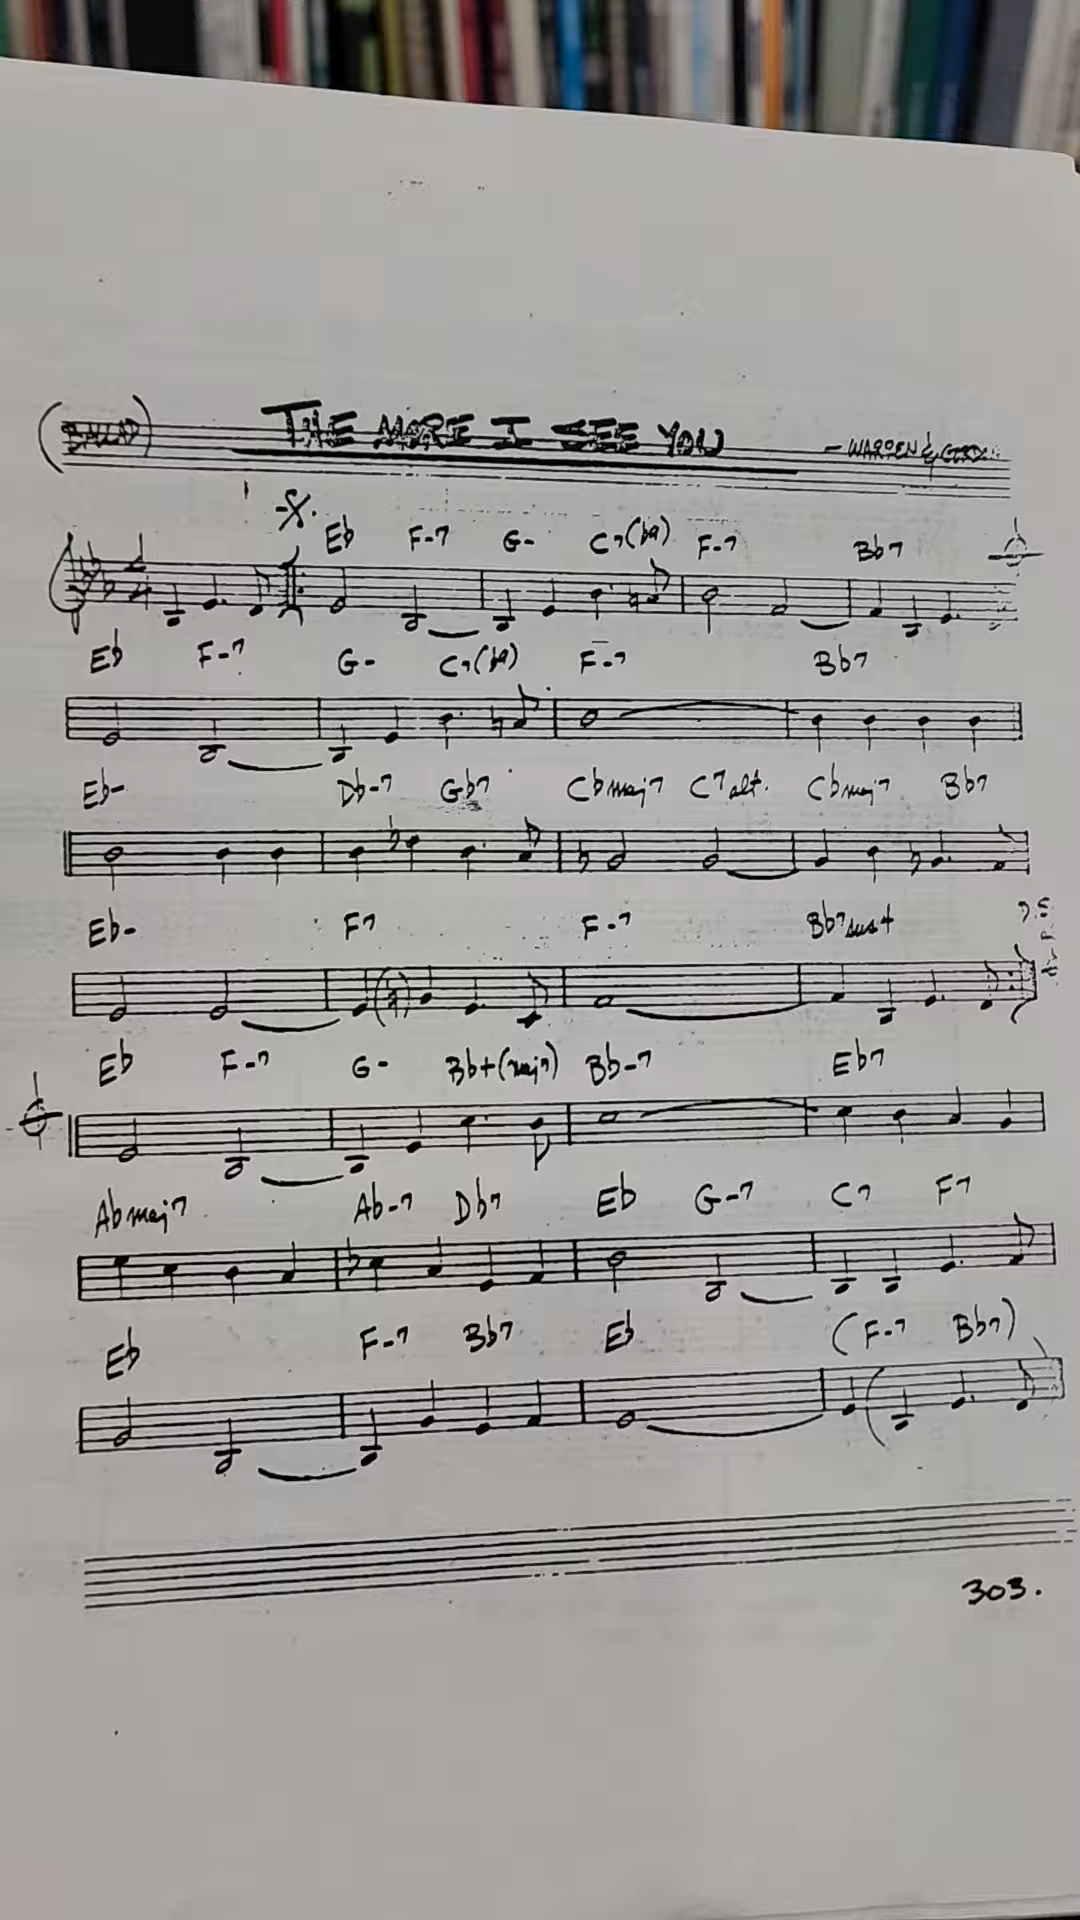 (BALLAD) THE MORE I SEE YOU - WARREN &
Eb F-7 G- C7(b9) F-7 Bb7
Eb F-7 G- C7(b9) F-7 Bb7
Eb- Db-7 Gb7 Cbmaj7 C7alt. Cbmaj7 Bb7
Eb- F7 F-7 Bb7sus4 D.S.
Eb F-7 G- Bb+(maj7) Bb-7 Eb7
Abmaj7 Ab-7 Db7 Eb G-7 C7 F7
Eb F-7 Bb7 Eb (F-7 Bb7)
303.